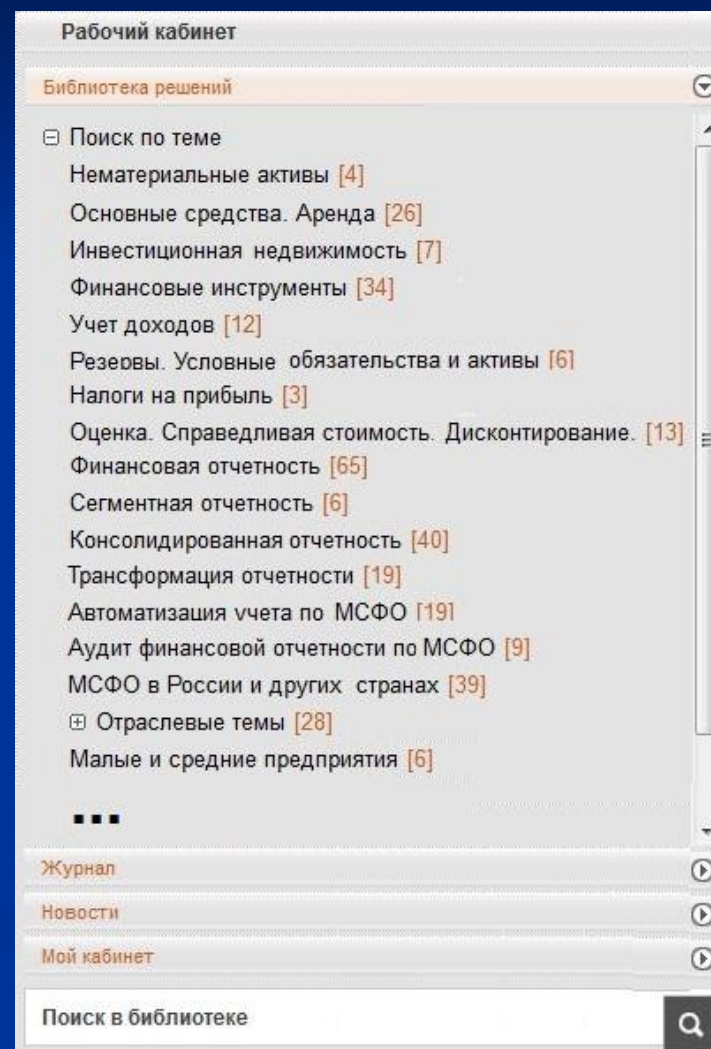 Рабочий кабинет
Библиотека решений
Поиск по теме
Нематериальные активы [4]
Основные средства. Аренда [26]
Инвестиционная недвижимость [7]
Финансовые инструменты [34]
Учет доходов [12]
Резервы. Условные обязательства и активы [6]
Налоги на прибыль [3]
Оценка. Справедливая стоимость. Дисконтирование. [13]
Финансовая отчетность [65]
Сегментная отчетность [6]
Консолидированная отчетность [40]
Трансформация отчетности [19]
Автоматизация учета по МСФО [19]
Аудит финансовой отчетности по МСФО [9]
МСФО в России и других странах [39]
Отраслевые темы [28]
Малые и средние предприятия [6]
...
Журнал
Новости
Мой кабинет
Поиск в библиотеке